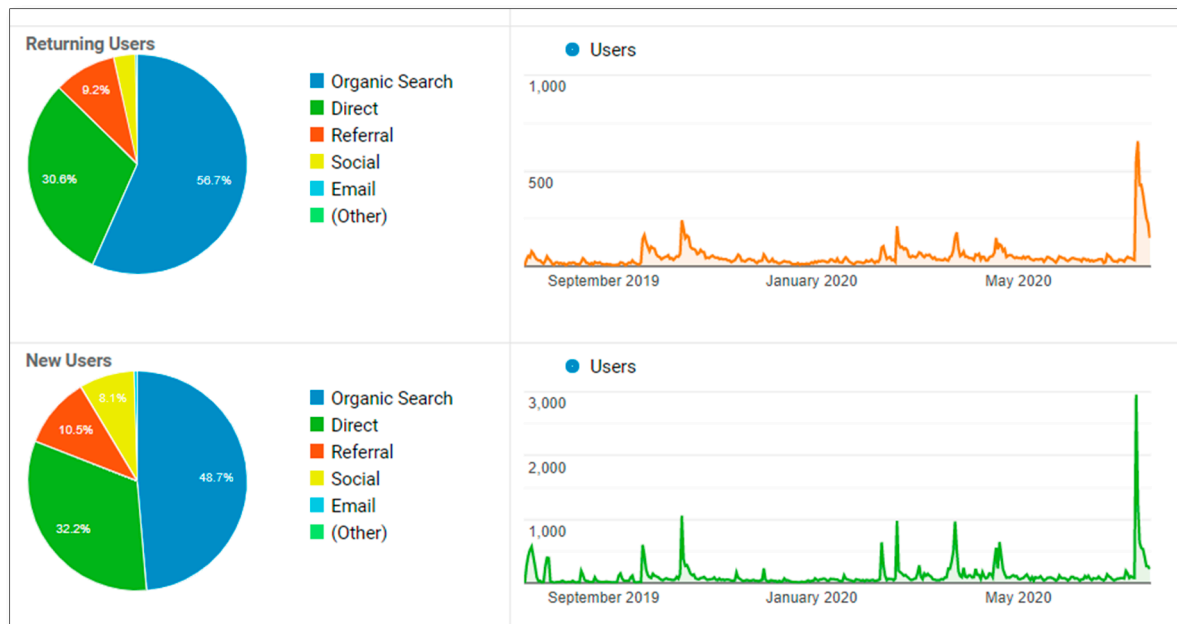 Returning Users
9.2%
30.6%
56.7%
Organic Search
Direct
Referral
Social
Email
(Other)
Users
1,000
500
September 2019 January 2020 May 2020
New Users
8.1%
10.5%
48.7%
32.2%
Organic Search
Direct
Referral
Social
Email
(Other)
Users
3,000
2,000
1,000
September 2019 January 2020 May 2020